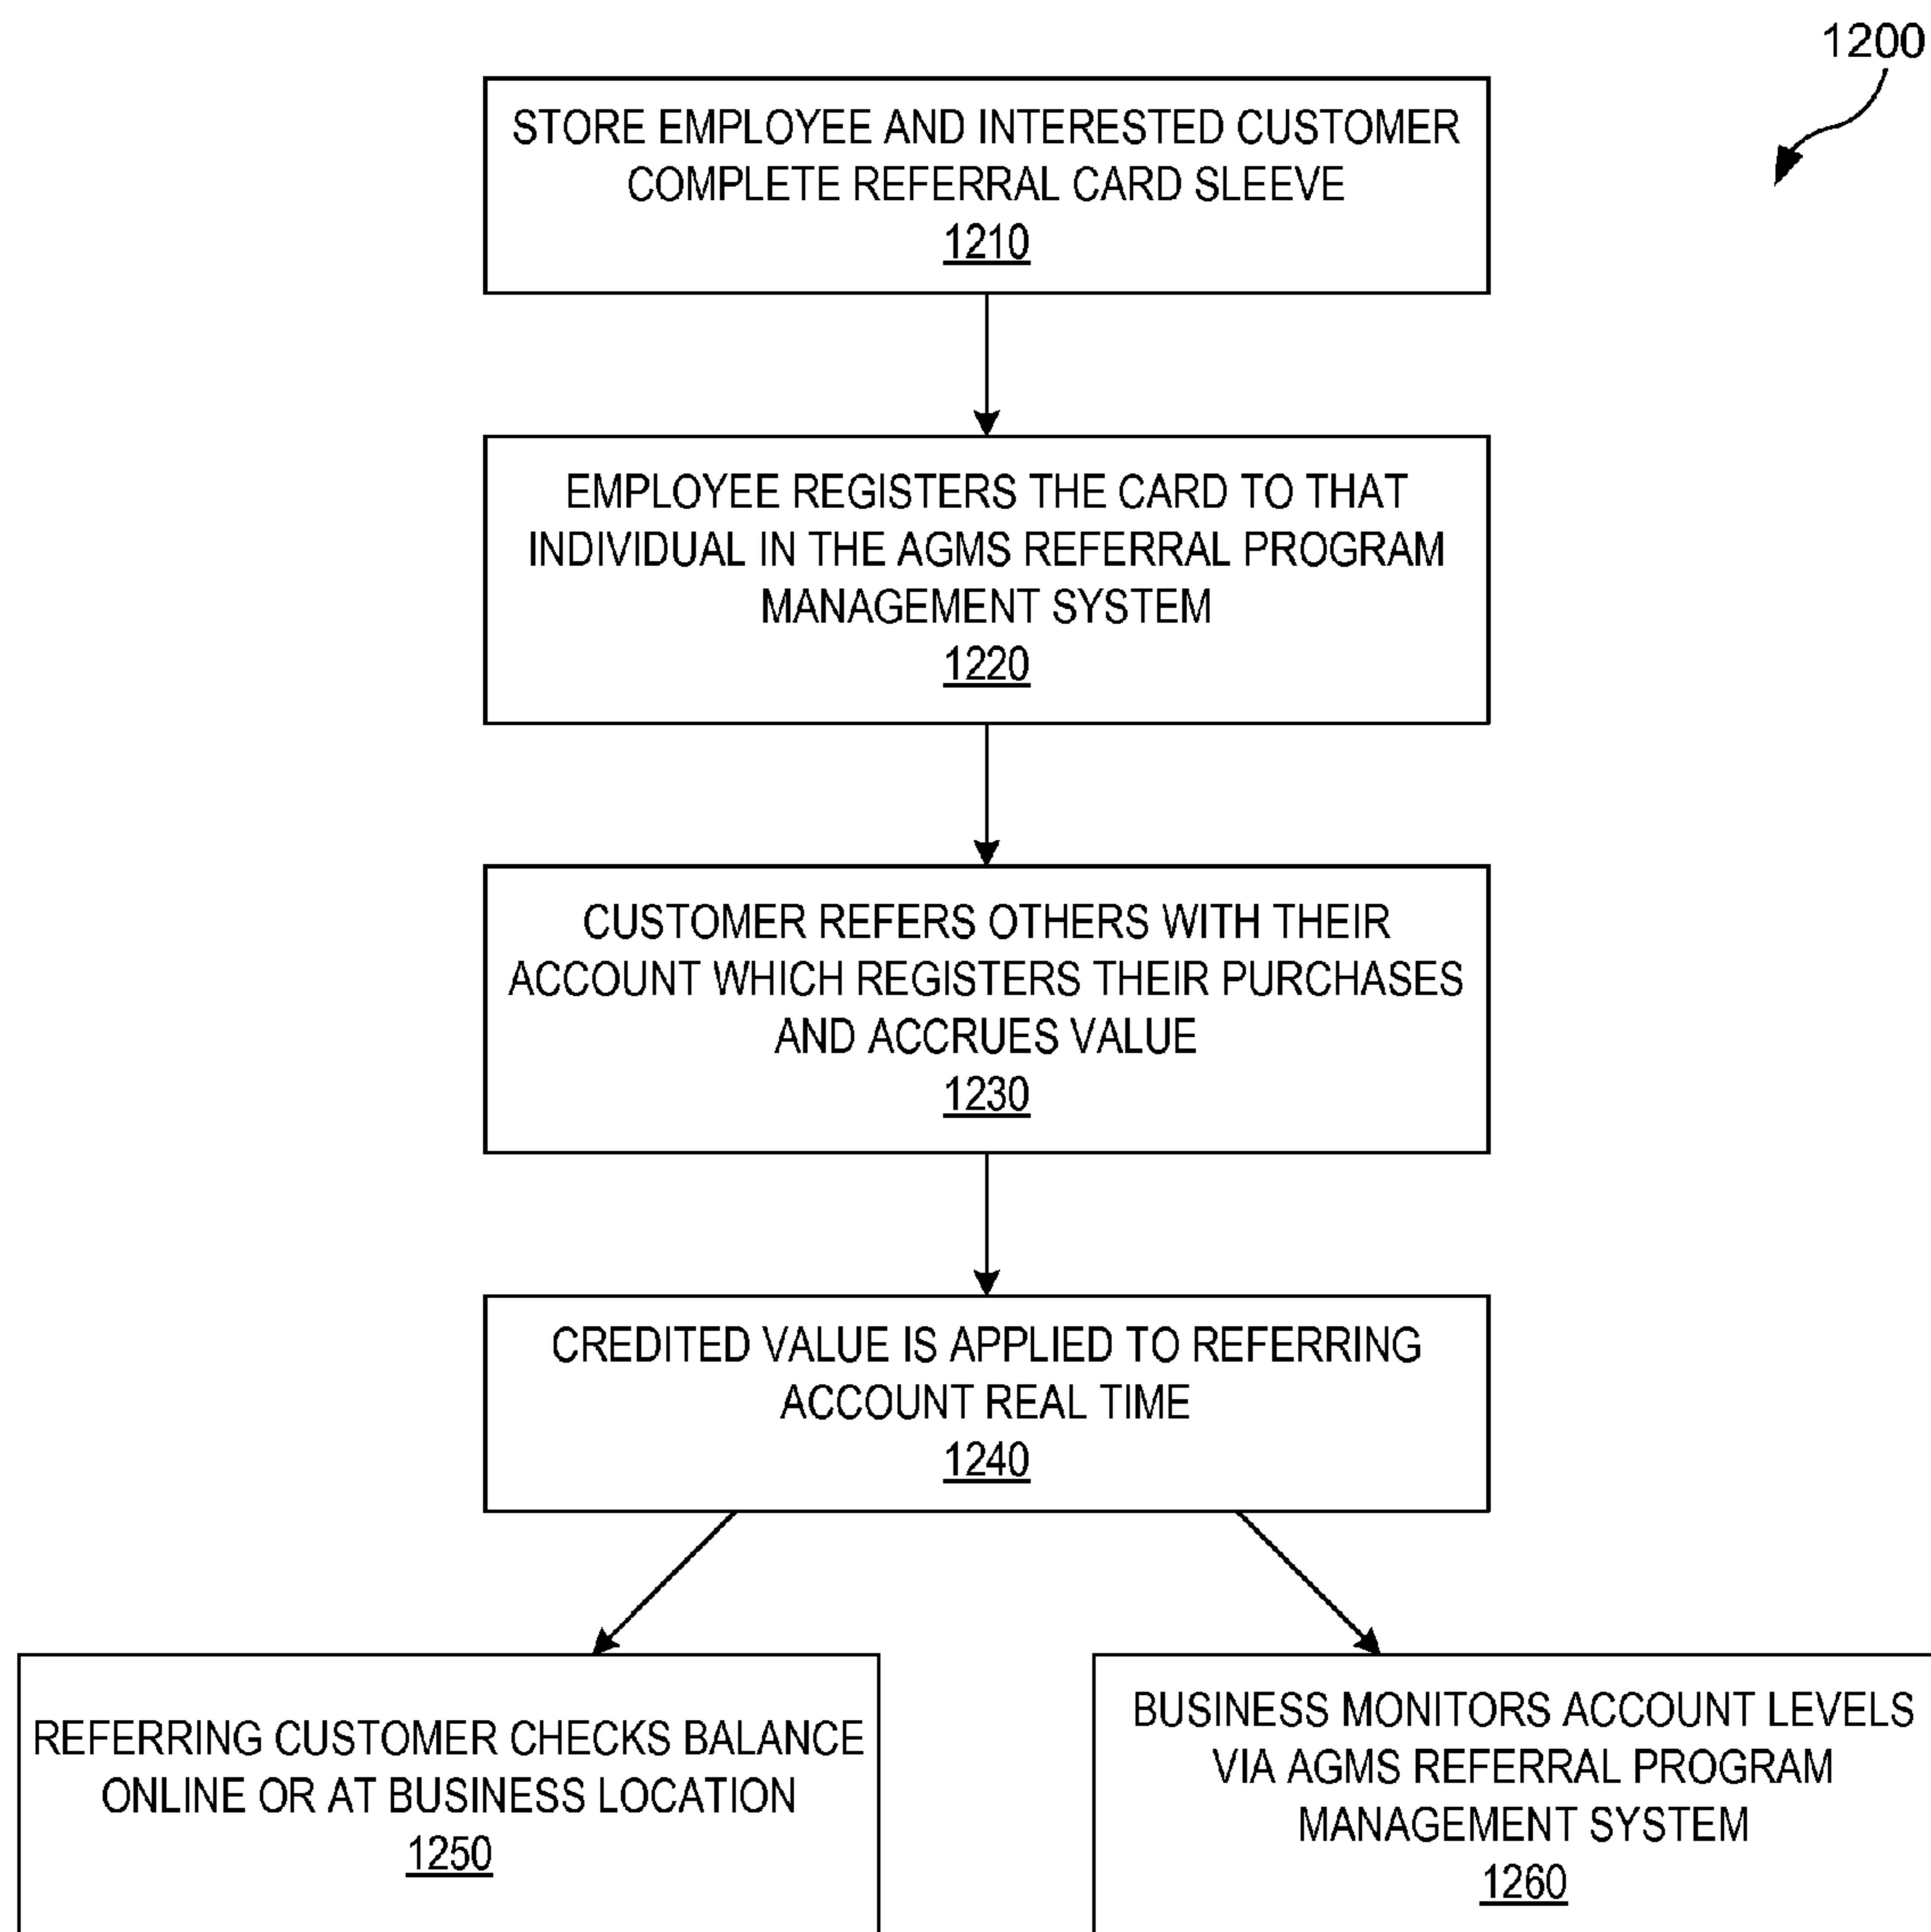 1200
STORE EMPLOYEE AND INTERESTED CUSTOMER
COMPLETE REFERRAL CARD SLEEVE
1210
EMPLOYEE REGISTERS THE CARD TO THAT
INDIVIDUAL IN THE AGMS REFERRAL PROGRAM
MANAGEMENT SYSTEM
1220
CUSTOMER REFERS OTHERS WITH THEIR
ACCOUNT WHICH REGISTERS THEIR PURCHASES
AND ACCRUES VALUE
1230
CREDITED VALUE IS APPLIED TO REFERRING
ACCOUNT REAL TIME
1240
REFERRING CUSTOMER CHECKS BALANCE
ONLINE OR AT BUSINESS LOCATION
1250
BUSINESS MONITORS ACCOUNT LEVELS
VIA AGMS REFERRAL PROGRAM
MANAGEMENT SYSTEM
1260